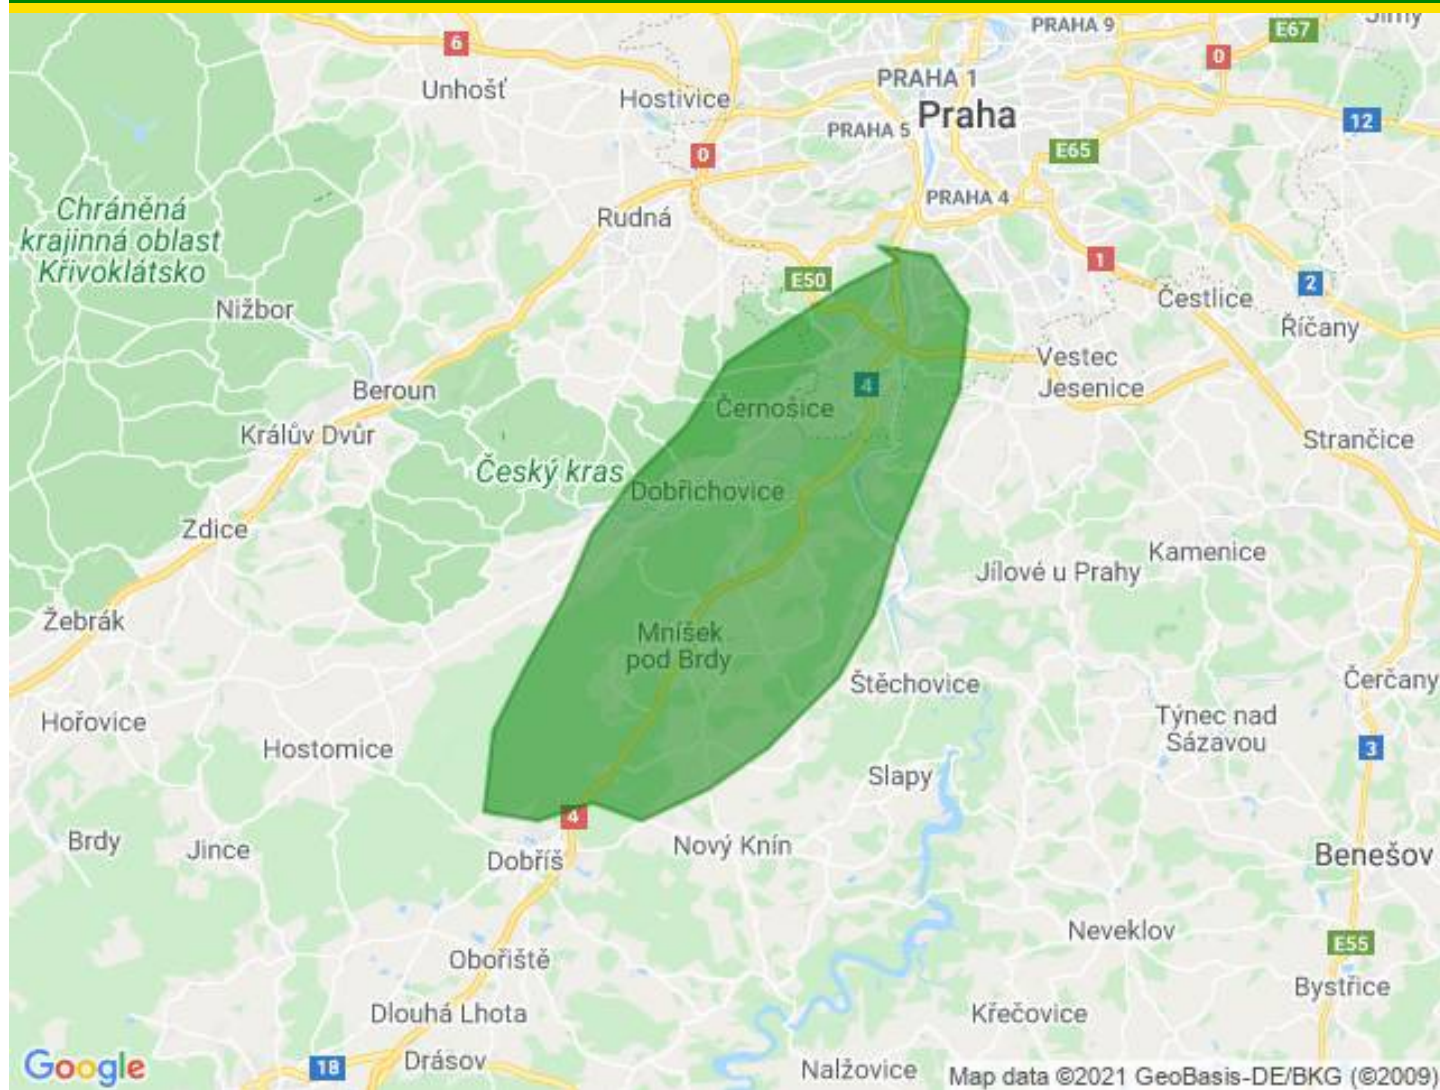 Jirny
PRAHA 9
E67
6
0
Unhošť
PRAHA 1
Hostivice
Praha
12
PRAHA 5
E65
0
PRAHA 4
Chráněná
krajinná oblast
Křivoklátsko
Rudná
1
E50
2
Čestlice
Nižbor
Říčany
Vestec
Beroun
4
Jesenice
Černošice
Králův Dvůr
Strančice
Český kras
Dobřichovice
Zdice
Kamenice
Jílové u Prahy
Žebrák
Mníšek
pod Brdy
Štěchovice
Čerčany
Hořovice
Týnec nad
Sázavou
Hostomice
3
Slapy
4
Brdy
Jince
Nový Knín
Dobříš
Benešov
Neveklov
E55
Obořiště
Bystřice
Dlouhá Lhota
Křečovice
Drásov
Google
18
Nalžovice
Map data ©2021 GeoBasis-DE/BKG (©2009)